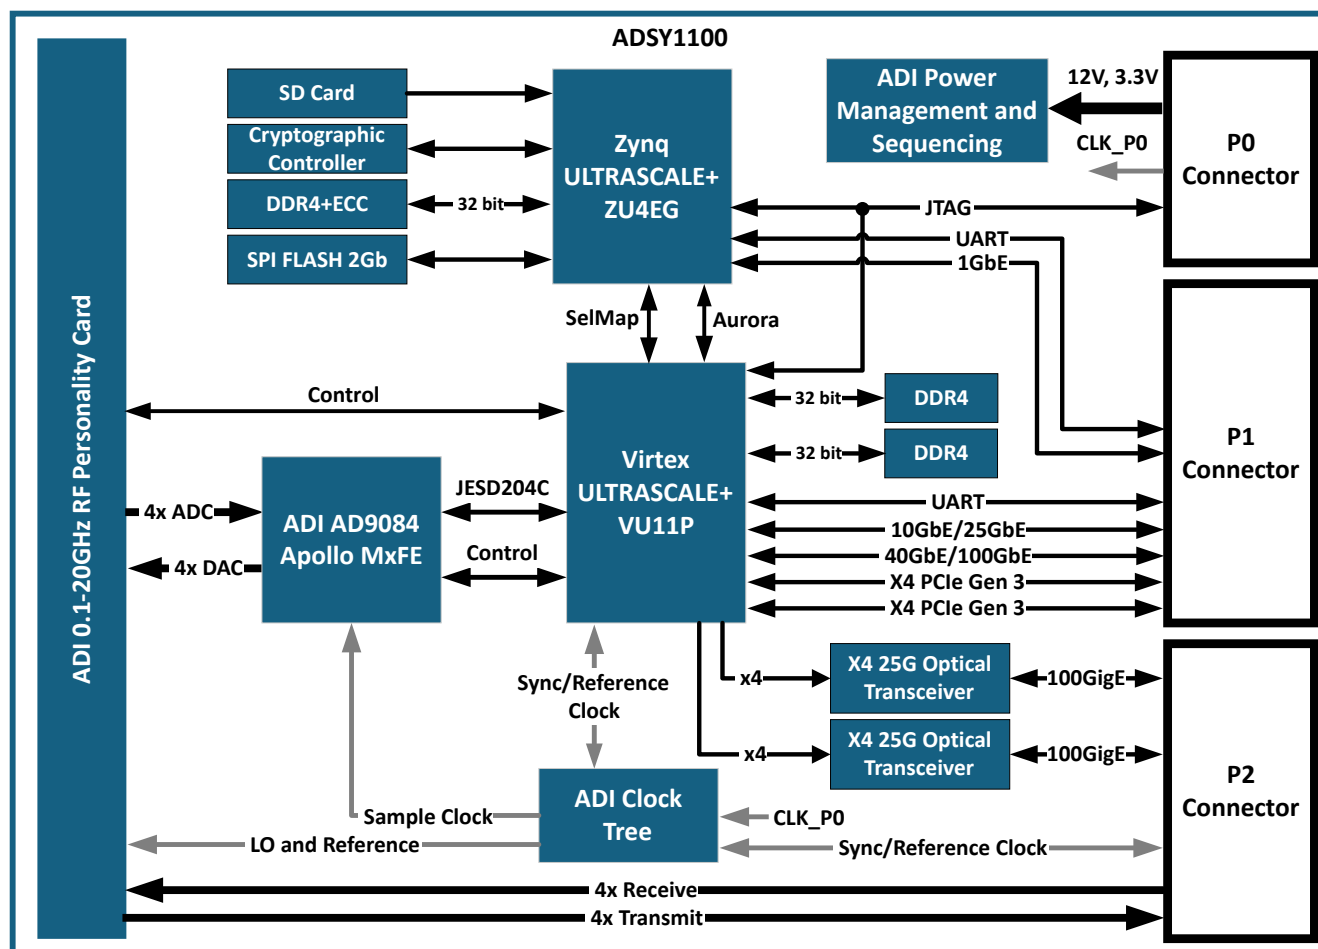 ADSY1100
ADI 0.1-20GHz RF Personality Card
SD Card
Cryptographic
Controller
DDR4+ECC
SPI FLASH 2Gb
32 bit
Zynq
ULTRASCALE+
ZU4EG
ADI Power
Management and
Sequencing
12V, 3.3V
CLK_P0
P0
Connector
JTAG
UART
1GbE
SelMap
Aurora
Control
Virtex
ULTRASCALE+
VU11P
32 bit
DDR4
32 bit
DDR4
P1
Connector
UART
10GbE/25GbE
40GbE/100GbE
X4 PCIe Gen 3
X4 PCIe Gen 3
4x ADC
4x DAC
ADI AD9084
Apollo MxFE
JESD204C
Control
Sync/Reference
Clock
x4
X4 25G Optical
Transceiver
100GigE
x4
X4 25G Optical
Transceiver
100GigE
P2
Connector
ADI Clock
Tree
Sample Clock
LO and Reference
CLK_P0
Sync/Reference Clock
4x Receive
4x Transmit